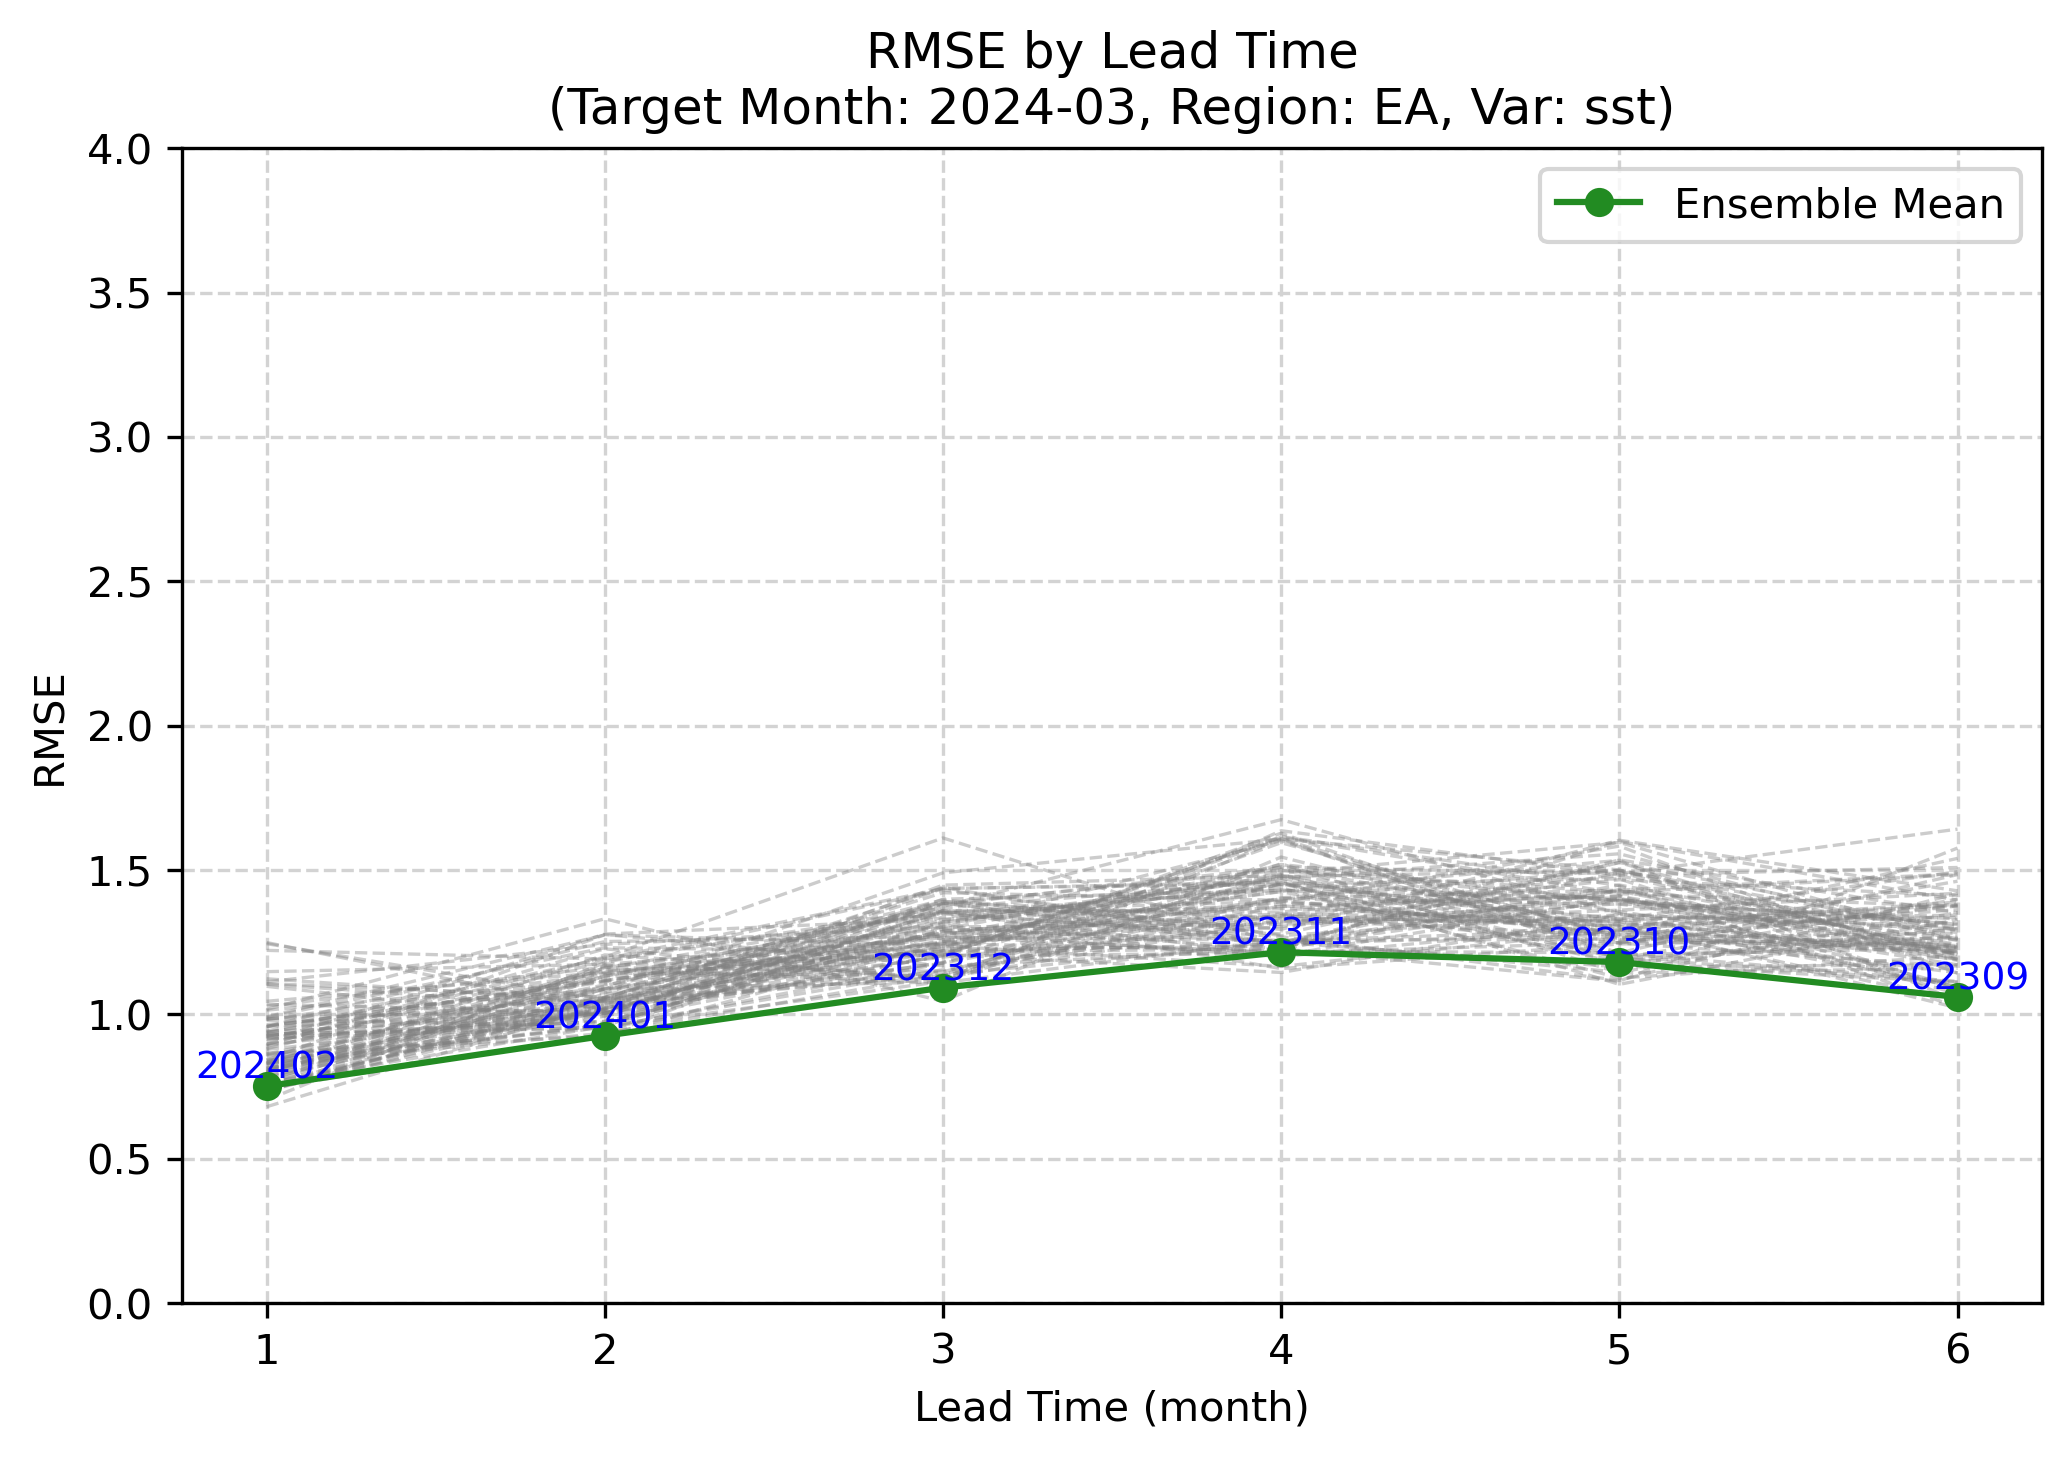 RMSE by Lead Time
(Target Month: 2024-03, Region: EA, Var: sst)
4.0
3.5
3.0
2.5
2.0
1.5
1.0
0.5
0.0
RMSE
Ensemble Mean
202402
202401
202312
202311
202310
202309
1 2 3 4 5 6
Lead Time (month)